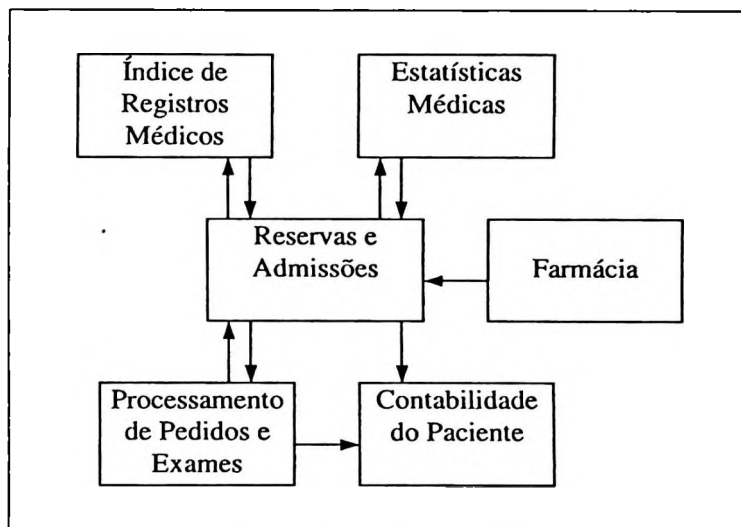 Índice de
Registros
Médicos
Estatísticas
Médicas
Reservas e
Admissões
Farmácia
Processamento
de Pedidos e
Exames
Contabilidade
do Paciente